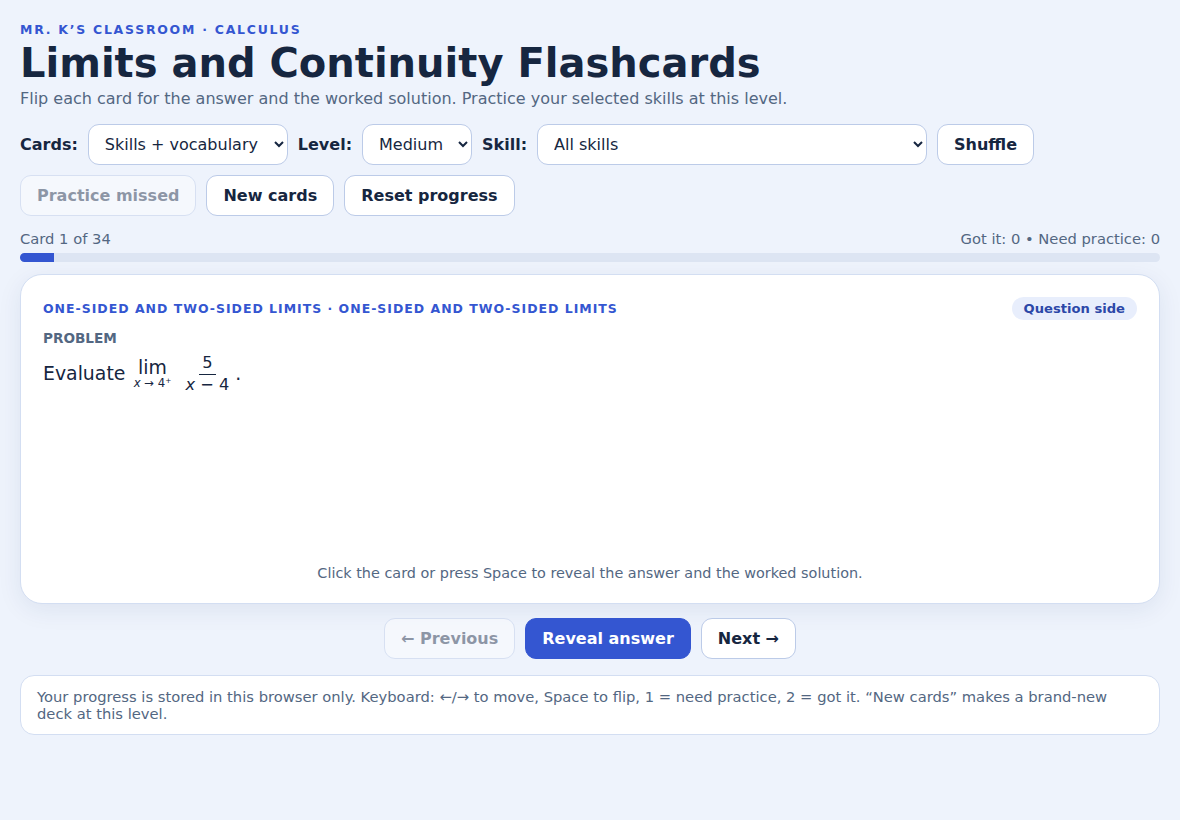 MR. K’S CLASSROOM · CALCULUS
Limits and Continuity Flashcards
Flip each card for the answer and the worked solution. Practice your selected skills at this level.
Cards: Skills + vocabulary Level: Medium Skill: All skills Shuffle
Practice missed New cards Reset progress
Card 1 of 34 Got it: 0 • Need practice: 0
ONE-SIDED AND TWO-SIDED LIMITS · ONE-SIDED AND TWO-SIDED LIMITS Question side
PROBLEM
Evaluate lim x → 4⁺ 5 / x − 4 .
Click the card or press Space to reveal the answer and the worked solution.
← Previous Reveal answer Next →
Your progress is stored in this browser only. Keyboard: ←/→ to move, Space to flip, 1 = need practice, 2 = got it. “New cards” makes a brand-new
deck at this level.